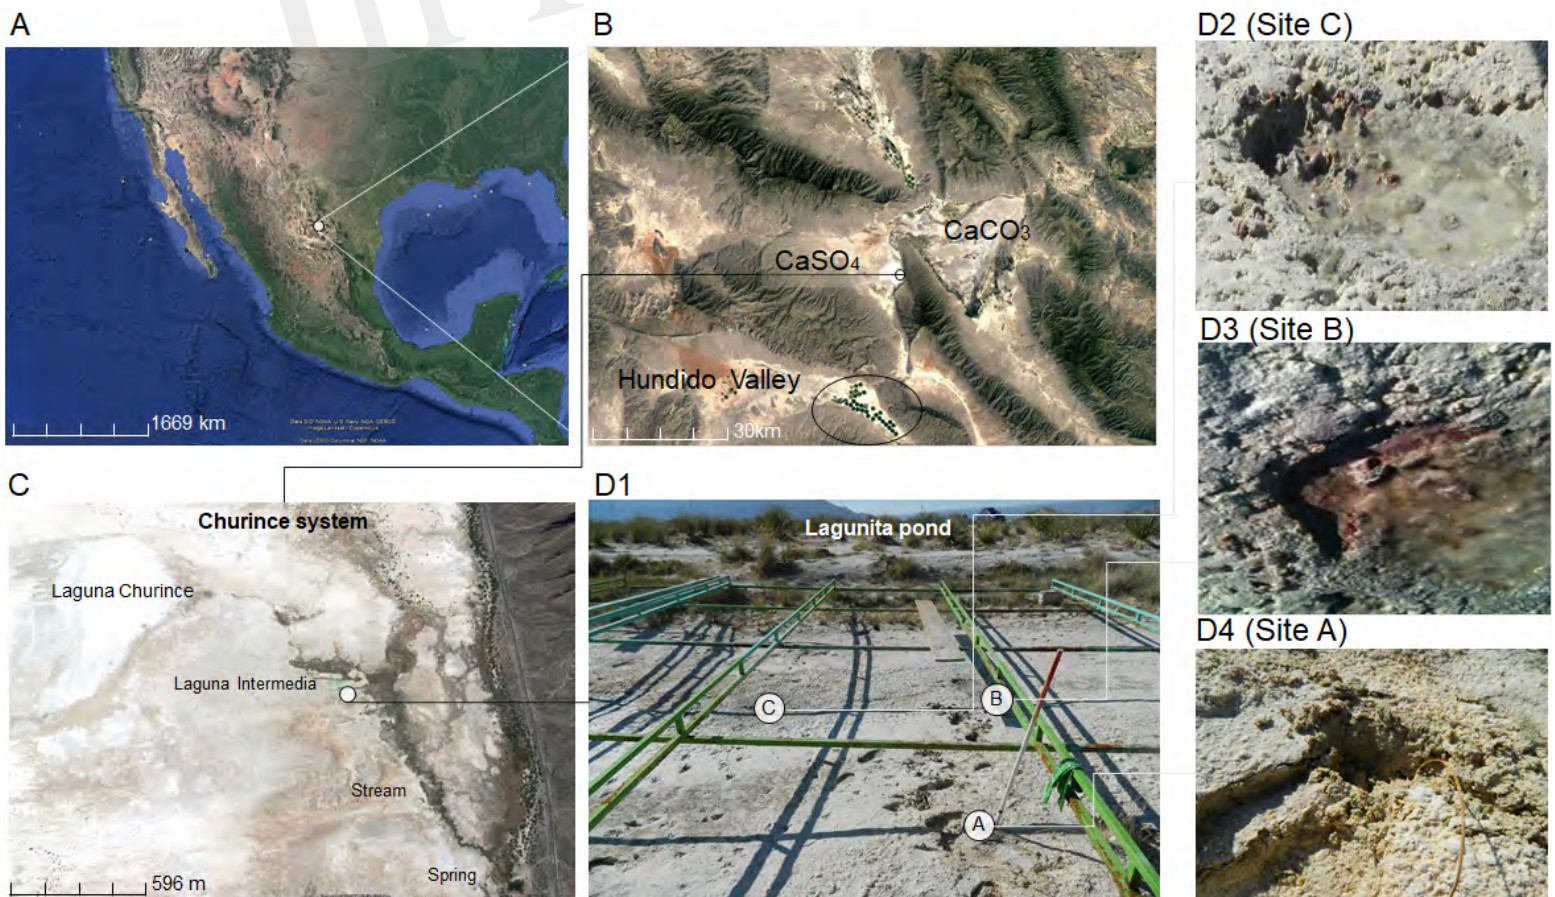 A
B
D2 (Site C)
CaCO3
CaSO4
Hundido Valley
1669 km
30km
D3 (Site B)
C
D1
Churince system
Laguna Churince
Laguna Intermedia
Stream
Spring
596 m
Lagunita pond
C
B
A
D4 (Site A)